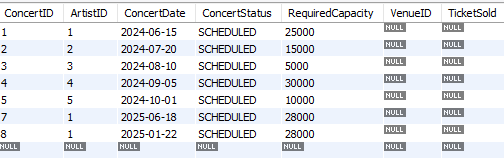 ConcertID ArtistID ConcertDate ConcertStatus RequiredCapacity VenueID TicketSold
1 1 2024-06-15 SCHEDULED 25000 NULL NULL
2 2 2024-07-20 SCHEDULED 15000 NULL NULL
3 3 2024-08-10 SCHEDULED 5000 NULL NULL
4 4 2024-09-05 SCHEDULED 30000 NULL NULL
5 5 2024-10-01 SCHEDULED 10000 NULL NULL
7 1 2025-06-18 SCHEDULED 28000 NULL NULL
8 1 2025-01-22 SCHEDULED 28000 NULL NULL
NULL NULL NULL NULL NULL NULL NULL